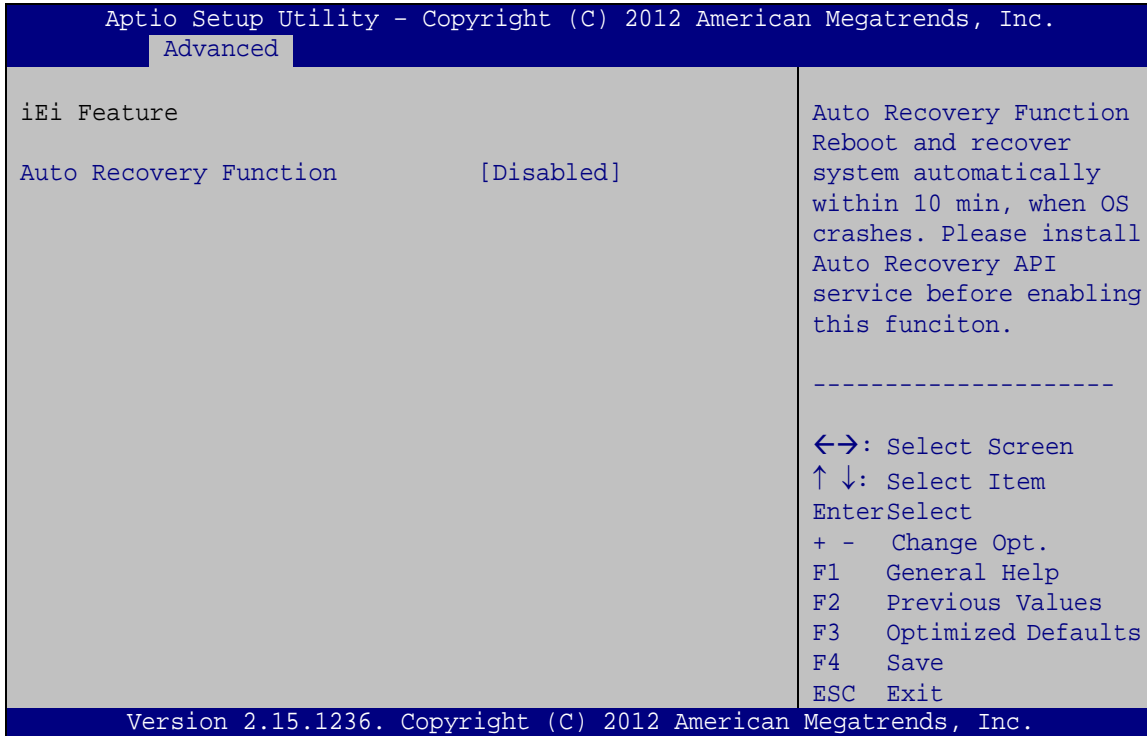 Aptio Setup Utility – Copyright (C) 2012 American Megatrends, Inc.
Advanced
iEi Feature
Auto Recovery Function [Disabled]
Auto Recovery Function
Reboot and recover
system automatically
within 10 min, when OS
crashes. Please install
Auto Recovery API
service before enabling
this funciton.
---------------------
←→: Select Screen
↑ ↓: Select Item
EnterSelect
+ - Change Opt.
F1 General Help
F2 Previous Values
F3 Optimized Defaults
F4 Save
ESC Exit
Version 2.15.1236. Copyright (C) 2012 American Megatrends, Inc.